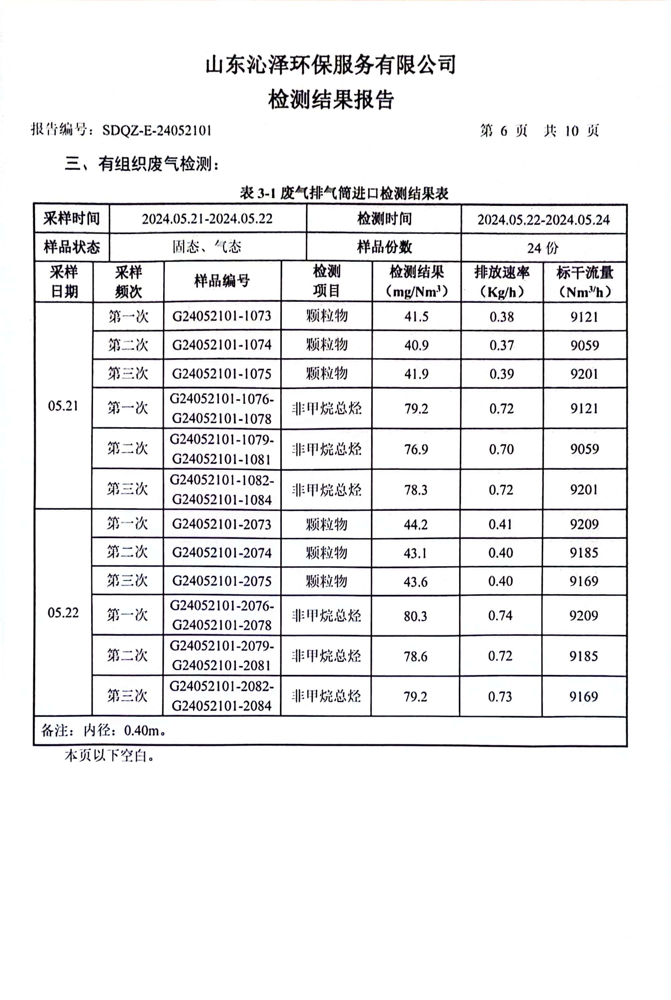 山东沁泽环保服务有限公司
检测结果报告
报告编号：SDQZ-E-24052101 第 6 页 共 10 页
三、有组织废气检测：
表 3-1 废气排气筒进口检测结果表
采样时间 2024.05.21-2024.05.22 检测时间 2024.05.22-2024.05.24
样品状态 固态、气态 样品份数 24 份
采样日期 采样频次 样品编号 检测项目 检测结果（mg/Nm³） 排放速率（Kg/h） 标干流量（Nm³/h）
05.21 第一次 G24052101-1073 颗粒物 41.5 0.38 9121
第二次 G24052101-1074 颗粒物 40.9 0.37 9059
第三次 G24052101-1075 颗粒物 41.9 0.39 9201
第一次 G24052101-1076-G24052101-1078 非甲烷总烃 79.2 0.72 9121
第二次 G24052101-1079-G24052101-1081 非甲烷总烃 76.9 0.70 9059
第三次 G24052101-1082-G24052101-1084 非甲烷总烃 78.3 0.72 9201
05.22 第一次 G24052101-2073 颗粒物 44.2 0.41 9209
第二次 G24052101-2074 颗粒物 43.1 0.40 9185
第三次 G24052101-2075 颗粒物 43.6 0.40 9169
第一次 G24052101-2076-G24052101-2078 非甲烷总烃 80.3 0.74 9209
第二次 G24052101-2079-G24052101-2081 非甲烷总烃 78.6 0.72 9185
第三次 G24052101-2082-G24052101-2084 非甲烷总烃 79.2 0.73 9169
备注：内径：0.40m。
本页以下空白。